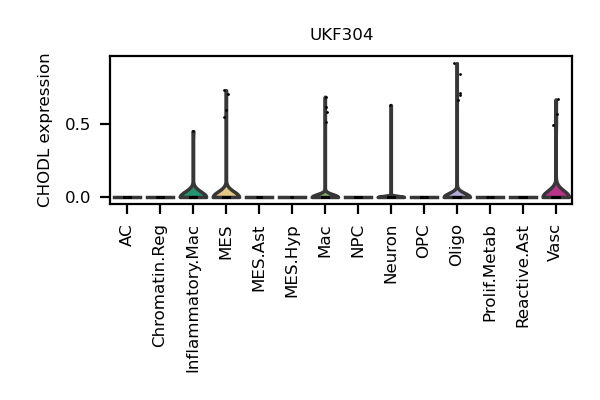 UKF304
CHODL expression
0.5
0.0
AC
Chromatin.Reg
Inflammatory.Mac
MES
MES.Ast
MES.Hyp
Mac
NPC
Neuron
OPC
Oligo
Prolif.Metab
Reactive.Ast
Vasc